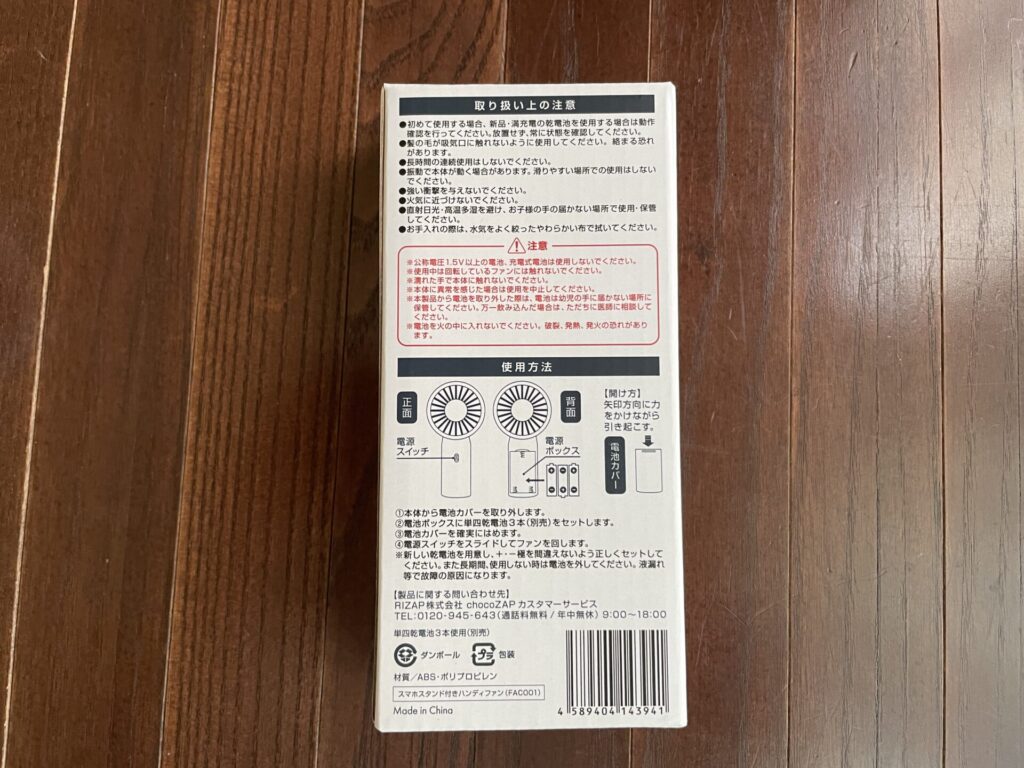 取り扱い上の注意
●初めて使用する場合、新品・満充電の乾電池を使用する場合は動作
確認を行ってください。放置せず、常に状態を確認してください。
●髪の毛が吸気口に触れないように使用してください。絡まる恐れ
があります。
●長時間の連続使用はしないでください。
●振動で本体が動く場合があります。滑りやすい場所での使用はしない
でください。
●強い衝撃を与えないでください。
●火気に近づけないでください。
●直射日光・高温多湿を避け、お子様の手の届かない場所で使用・保管
してください。
●お手入れの際は、水気をよく絞ったやわらかい布で拭いてください。
注意
※公称電圧1.5V以上の電池、充電式電池は使用しないでください。
※使用中は回転しているファンには触れないでください。
※濡れた手で本体に触れないでください。
※本体に異常を感じた場合は使用を中止してください。
※本製品から電池を取り外した際は、電池は幼児の手に届かない場所に
保管してください。万一飲み込んだ場合は、ただちに医師に相談して
ください。
※電池を火の中に入れないでください。破裂、発熱、発火の恐れがあり
ます。
使用方法
正面
電源
スイッチ
背面
電源
ボックス
【開け方】
矢印方向に力
をかけながら
引き起こす。
電池カバー
①本体から電池カバーを取り外します。
②電池ボックスに単四乾電池3本(別売)をセットします。
③電池カバーを確実にはめます。
④電源スイッチをスライドしてファンを回します。
※新しい乾電池を用意し、+・-極を間違えないよう正しくセットして
ください。また長期間、使用しない時は電池を外してください。液漏れ
等で故障の原因になります。
【製品に関する問い合わせ先】
RIZAP株式会社 chocoZAP カスタマーサービス
TEL:0120-945-643(通話料無料/年中無休) 9:00~18:00
単四乾電池3本使用(別売)
ダンボール プラ 包装
材質/ABS・ポリプロピレン
スマホスタンド付きハンディファン(FAC001)
Made in China
4 589404 143941